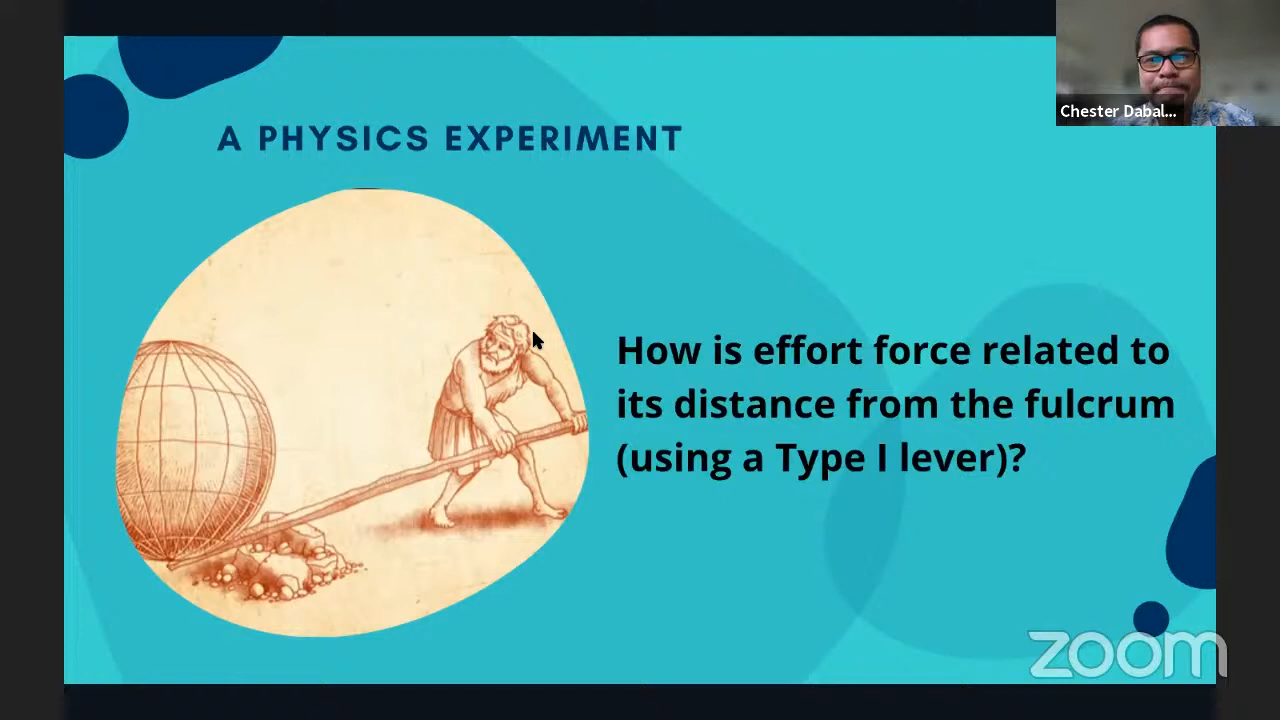 Chester Dabal...
A PHYSICS EXPERIMENT
How is effort force related to
its distance from the fulcrum
(using a Type I lever)?
zoom